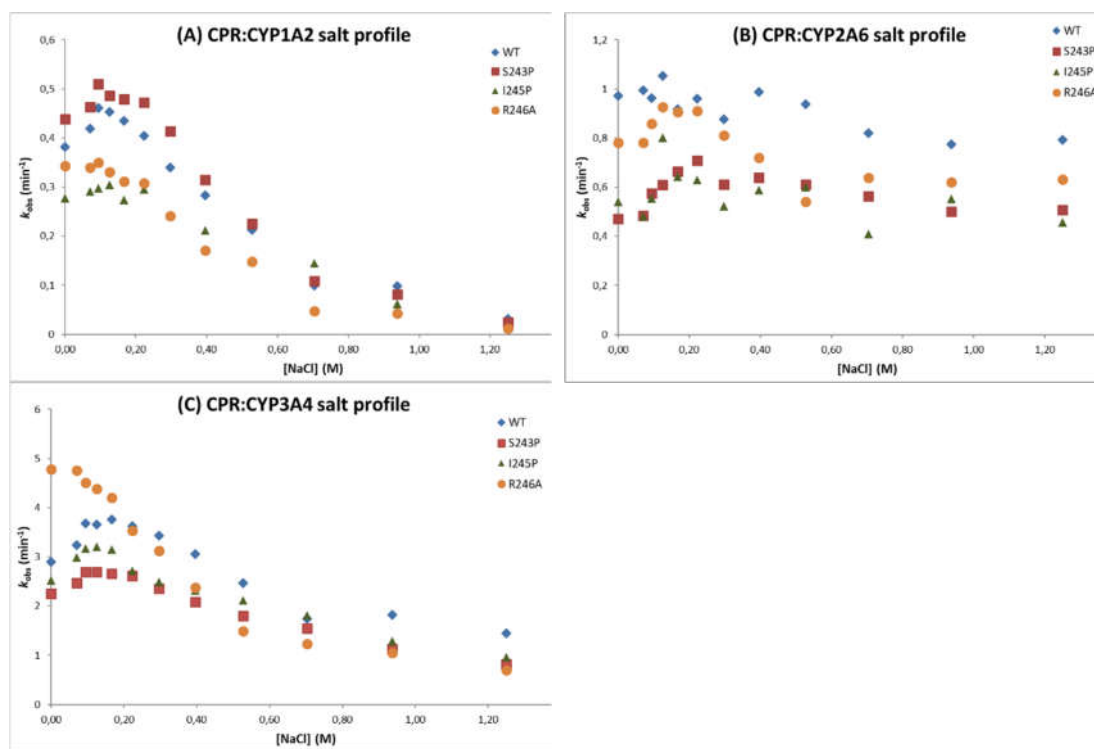 (A) CPR:CYP1A2 salt profile
0,6
0,5
0,4
0,3
0,2
0,1
0
k_obs (min⁻¹)
WT
S243P
I245P
R246A
0,00 0,20 0,40 0,60 0,80 1,00 1,20
[NaCl] (M)
(B) CPR:CYP2A6 salt profile
1,2
1
0,8
0,6
0,4
0,2
0
k_obs (min⁻¹)
WT
S243P
I245P
R246A
0,00 0,20 0,40 0,60 0,80 1,00 1,20
[NaCl] (M)
(C) CPR:CYP3A4 salt profile
6
5
4
3
2
1
0
k_obs (min⁻¹)
WT
S243P
I245P
R246A
0,00 0,20 0,40 0,60 0,80 1,00 1,20
[NaCl] (M)